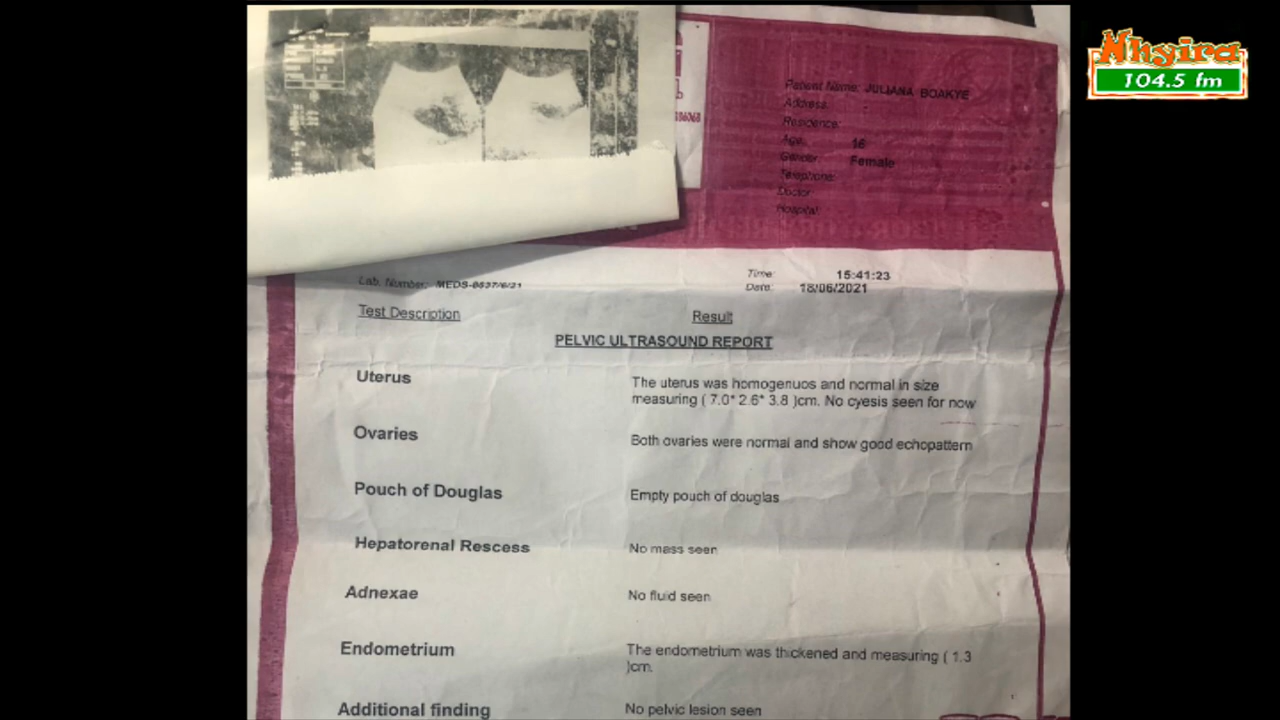 Nhyira
104.5 fm
Patient Name: JULIANA BOAKYE
Address:
Residence:
Age: 16
Gender: Female
Telephone:
Doctor
Hospital:
Lab. Number: MEDS-0537/6/21
Time: 15:41:23
Date: 18/06/2021
Test Description Result
PELVIC ULTRASOUND REPORT
Uterus The uterus was homogenuos and normal in size
measuring ( 7.0* 2.6* 3.8 )cm. No cyesis seen for now
Ovaries Both ovaries were normal and show good echopattern
Pouch of Douglas Empty pouch of douglas
Hepatorenal Rescess No mass seen
Adnexae No fluid seen
Endometrium The endometrium was thickened and measuring ( 1.3
)cm.
Additional finding No pelvic lesion seen